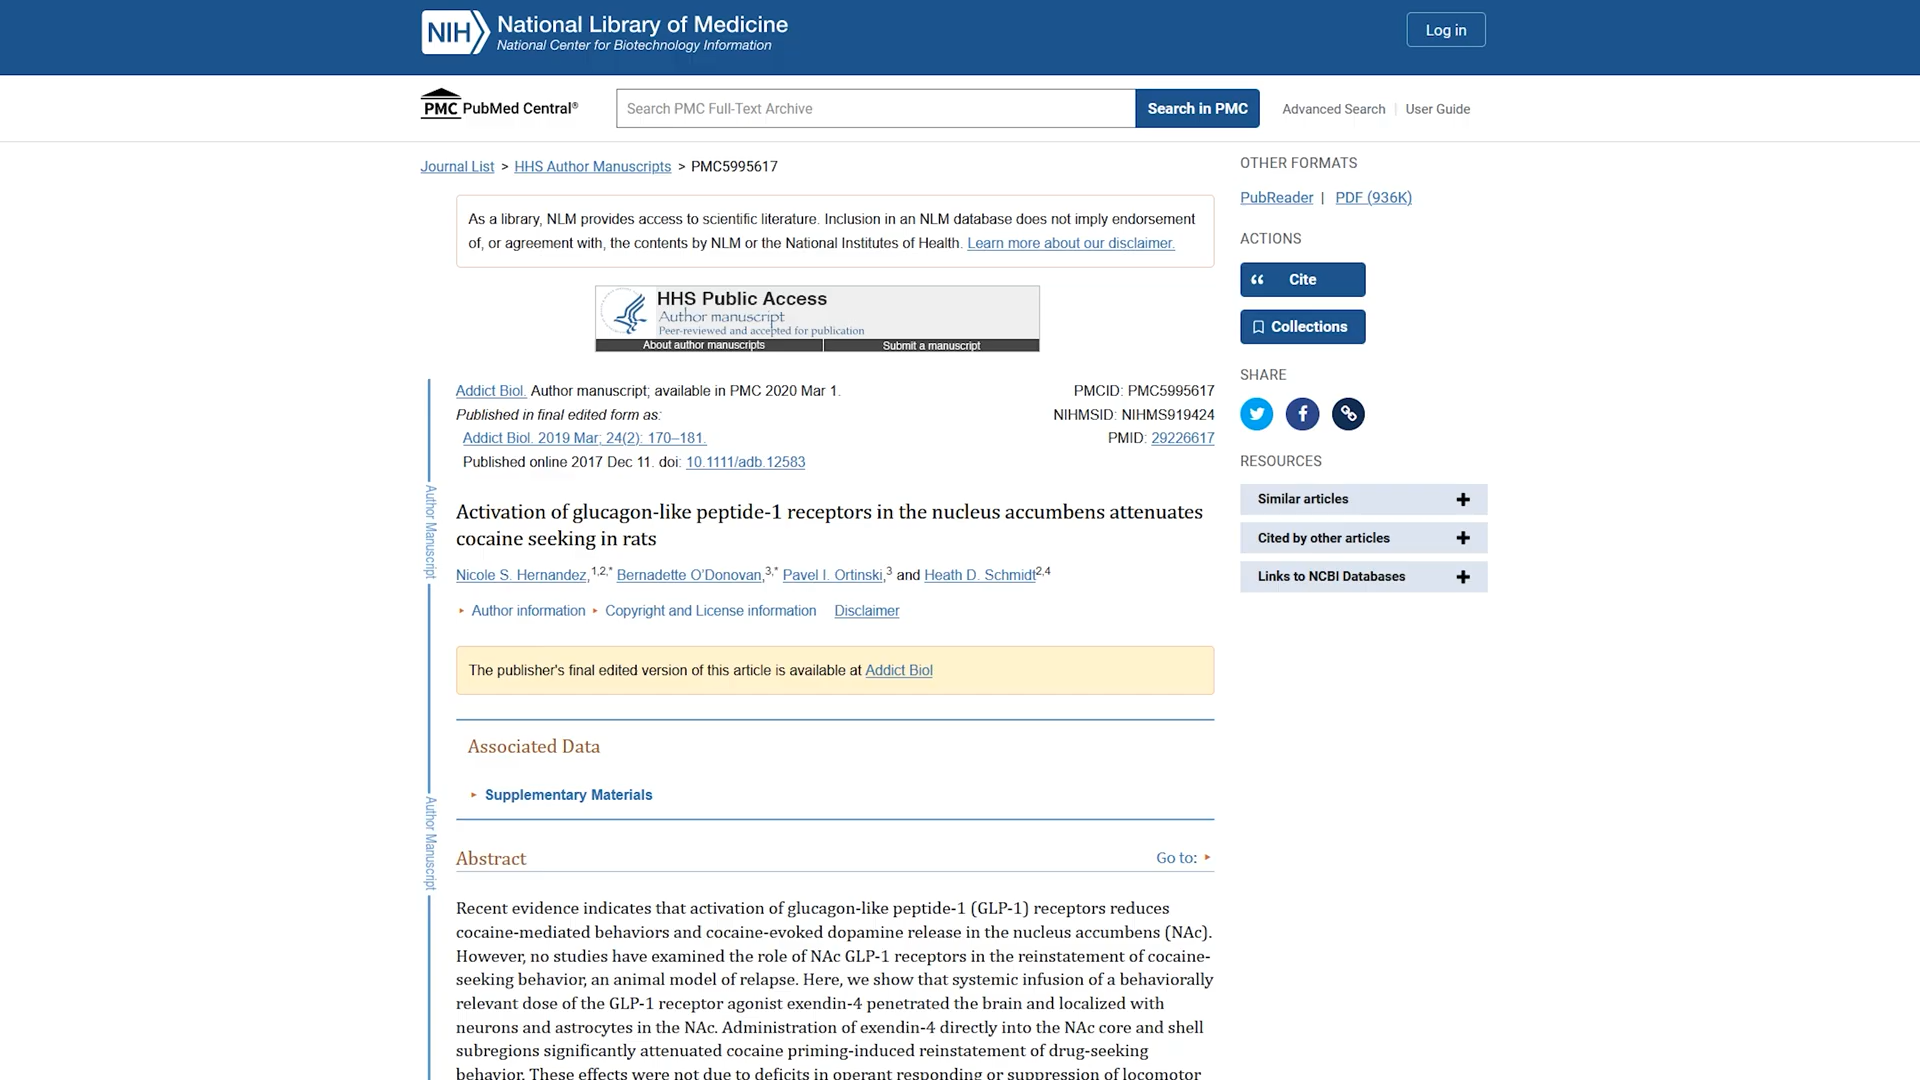 NIH National Library of Medicine
National Center for Biotechnology Information
Log in
PMC PubMed Central®
Search PMC Full-Text Archive
Search in PMC
Advanced Search | User Guide
Journal List > HHS Author Manuscripts > PMC5995617
As a library, NLM provides access to scientific literature. Inclusion in an NLM database does not imply endorsement
of, or agreement with, the contents by NLM or the National Institutes of Health. Learn more about our disclaimer.
HHS Public Access
Author manuscript
Peer-reviewed and accepted for publication
About author manuscripts
Submit a manuscript
Addict Biol. Author manuscript; available in PMC 2020 Mar 1.
Published in final edited form as:
Addict Biol. 2019 Mar; 24(2): 170–181.
Published online 2017 Dec 11. doi: 10.1111/adb.12583
PMCID: PMC5995617
NIHMSID: NIHMS919424
PMID: 29226617
Activation of glucagon-like peptide-1 receptors in the nucleus accumbens attenuates
cocaine seeking in rats
Nicole S. Hernandez,1,2,* Bernadette O'Donovan,3,* Pavel I. Ortinski,3 and Heath D. Schmidt2,4
Author information Copyright and License information Disclaimer
The publisher's final edited version of this article is available at Addict Biol
Associated Data
Supplementary Materials
Abstract
Go to:
Recent evidence indicates that activation of glucagon-like peptide-1 (GLP-1) receptors reduces
cocaine-mediated behaviors and cocaine-evoked dopamine release in the nucleus accumbens (NAc).
However, no studies have examined the role of NAc GLP-1 receptors in the reinstatement of cocaine-
seeking behavior, an animal model of relapse. Here, we show that systemic infusion of a behaviorally
relevant dose of the GLP-1 receptor agonist exendin-4 penetrated the brain and localized with
neurons and astrocytes in the NAc. Administration of exendin-4 directly into the NAc core and shell
subregions significantly attenuated cocaine priming-induced reinstatement of drug-seeking
behavior. These effects were not due to deficits in operant responding or suppression of locomotor
Author Manuscript
Author Manuscript
OTHER FORMATS
PubReader | PDF (936K)
ACTIONS
Cite
Collections
SHARE
RESOURCES
Similar articles
Cited by other articles
Links to NCBI Databases